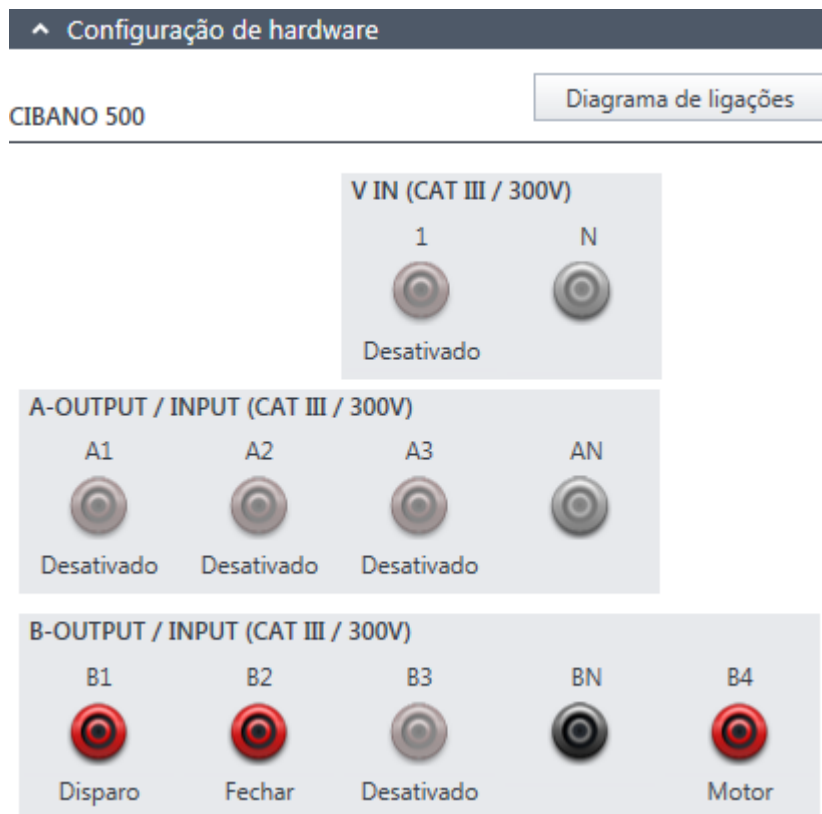 Configuração de hardware
Diagrama de ligações
CIBANO 500
V IN (CAT III / 300V)
1 N
Desativado
A-OUTPUT / INPUT (CAT III / 300V)
A1 A2 A3 AN
Desativado Desativado Desativado
B-OUTPUT / INPUT (CAT III / 300V)
B1 B2 B3 BN B4
Disparo Fechar Desativado Motor